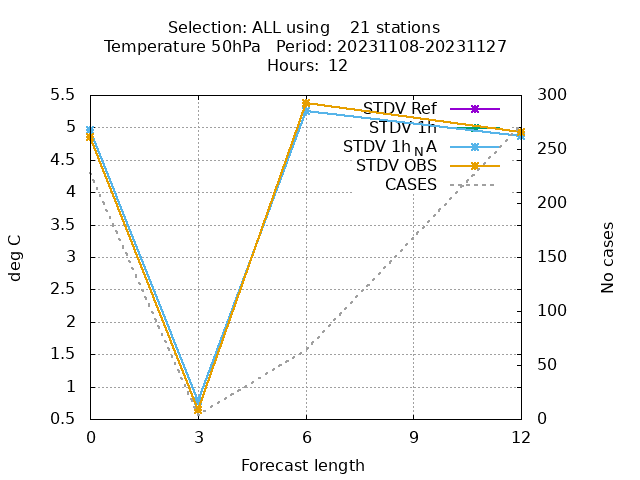 Selection: ALL using    21 stations
Temperature 50hPa   Period: 20231108-20231127
Hours: 12
STDV Ref
STDV 1h
STDV 1h_N A
STDV OBS
CASES
5.5
5
4.5
4
3.5
3
2.5
2
1.5
1
0.5
300
250
200
150
100
50
0
deg C
No cases
0 3 6 9 12
Forecast length